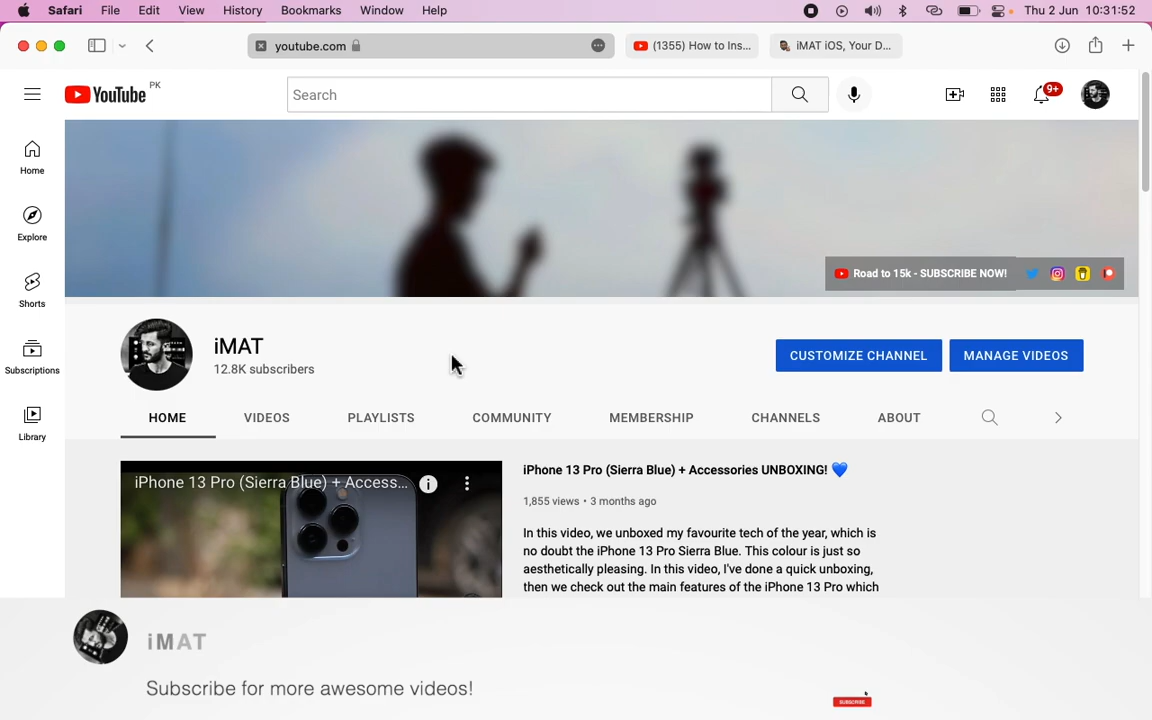 Safari File Edit View History Bookmarks Window Help Thu 2 Jun 10:31:52
youtube.com (1355) How to Ins... iMAT iOS, Your D...
YouTube PK
Search
9+
Home
Explore
Shorts
Subscriptions
Library
Road to 15k - SUBSCRIBE NOW!
iMAT
12.8K subscribers
CUSTOMIZE CHANNEL MANAGE VIDEOS
HOME VIDEOS PLAYLISTS COMMUNITY MEMBERSHIP CHANNELS ABOUT
iPhone 13 Pro (Sierra Blue) + Access...
iPhone 13 Pro (Sierra Blue) + Accessories UNBOXING! 💙
1,855 views • 3 months ago
In this video, we unboxed my favourite tech of the year, which is
no doubt the iPhone 13 Pro Sierra Blue. This colour is just so
aesthetically pleasing. In this video, I've done a quick unboxing,
then we check out the main features of the iPhone 13 Pro which
iMAT
Subscribe for more awesome videos!
SUBSCRIBE